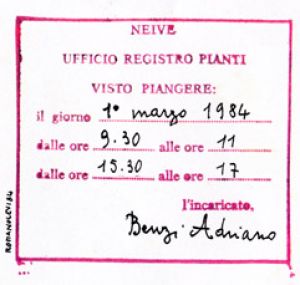 NEIVE
UFFICIO REGISTRO PIANTI
VISTO PIANGERE:
il giorno 1° marzo 1984
dalle ore 9.30 alle ore 11
dalle ore 15.30 alle ore 17
l'incaricato,
Benzi Adriano
ROMANOLEVI84